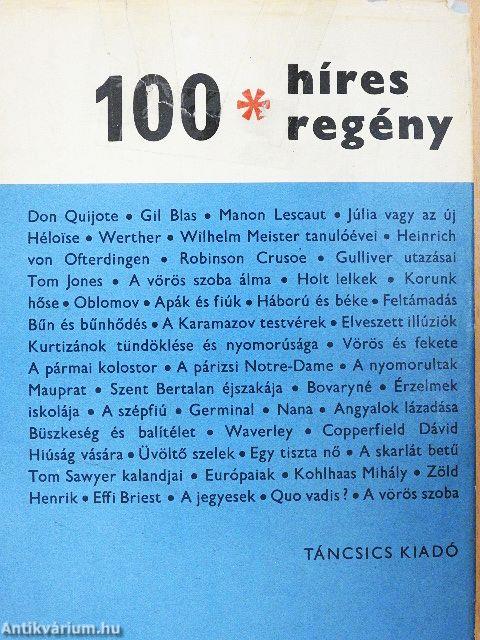 100 * híres
regény
Don Quijote • Gil Blas • Manon Lescaut • Júlia vagy az új
Héloïse • Werther • Wilhelm Meister tanulóévei • Heinrich
von Ofterdingen • Robinson Crusoe • Gulliver utazásai
Tom Jones • A vörös szoba álma • Holt lelkek • Korunk
hőse • Oblomov • Apák és fiúk • Háború és béke • Feltámadás
Bűn és bűnhődés • A Karamazov testvérek • Elveszett illúziók
Kurtizánok tündöklése és nyomorúsága • Vörös és fekete
A pármai kolostor • A párizsi Notre-Dame • A nyomorultak
Mauprat • Szent Bertalan éjszakája • Bovaryné • Érzelmek
iskolája • A szépfiú • Germinal • Nana • Angyalok lázadása
Büszkeség és balítélet • Waverley • Copperfield Dávid
Hiúság vására • Üvöltő szelek • Egy tiszta nő • A skarlát betű
Tom Sawyer kalandjai • Európaiak • Kohlhaas Mihály • Zöld
Henrik • Effi Briest • A jegyesek • Quo vadis? • A vörös szoba
TÁNCSICS KIADÓ
Antikvárium.hu